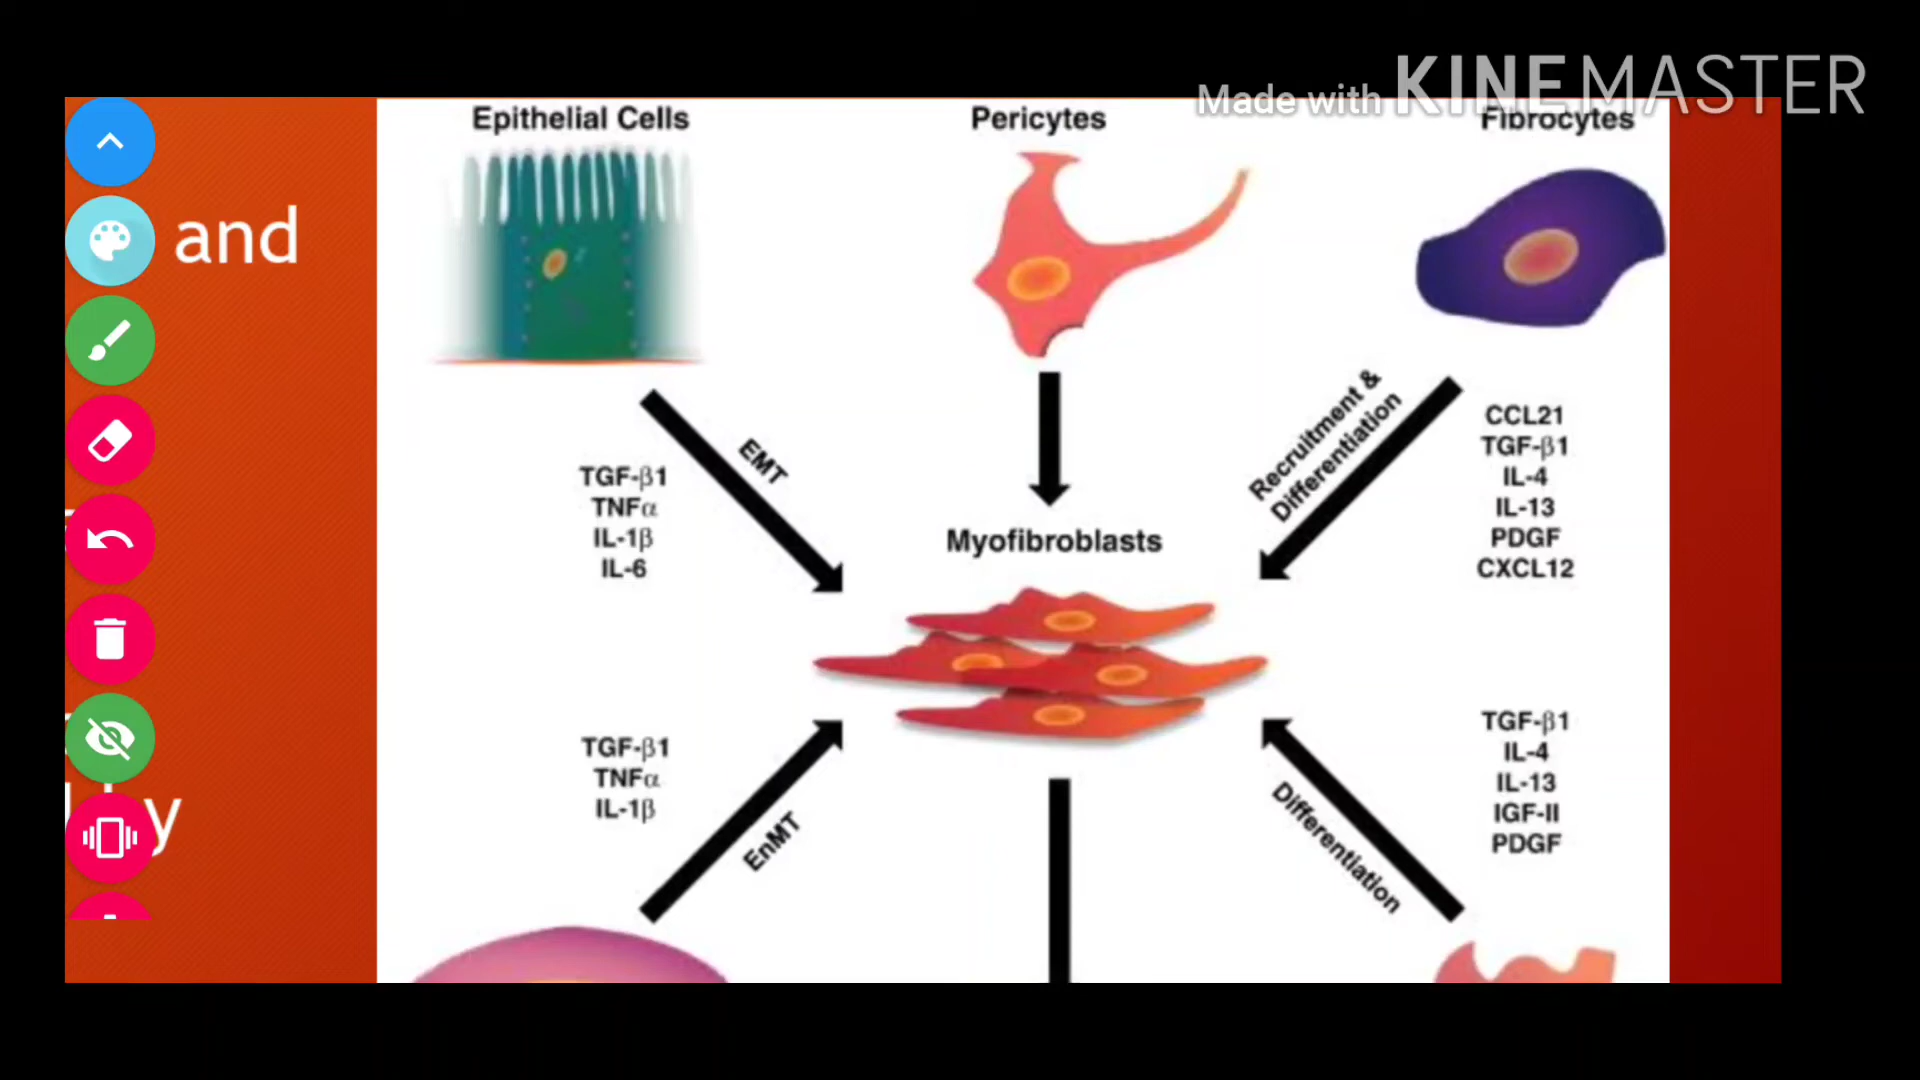 Made with KINEMASTER
Epithelial Cells
Pericytes
Fibrocytes
and
Recruitment &
Differentiation
CCL21
TGF-β1
IL-4
IL-13
PDGF
CXCL12
EMT
TGF-β1
TNFα
IL-1β
IL-6
Myofibroblasts
TGF-β1
TNFα
IL-1β
EnMT
TGF-β1
IL-4
IL-13
IGF-II
PDGF
Differentiation